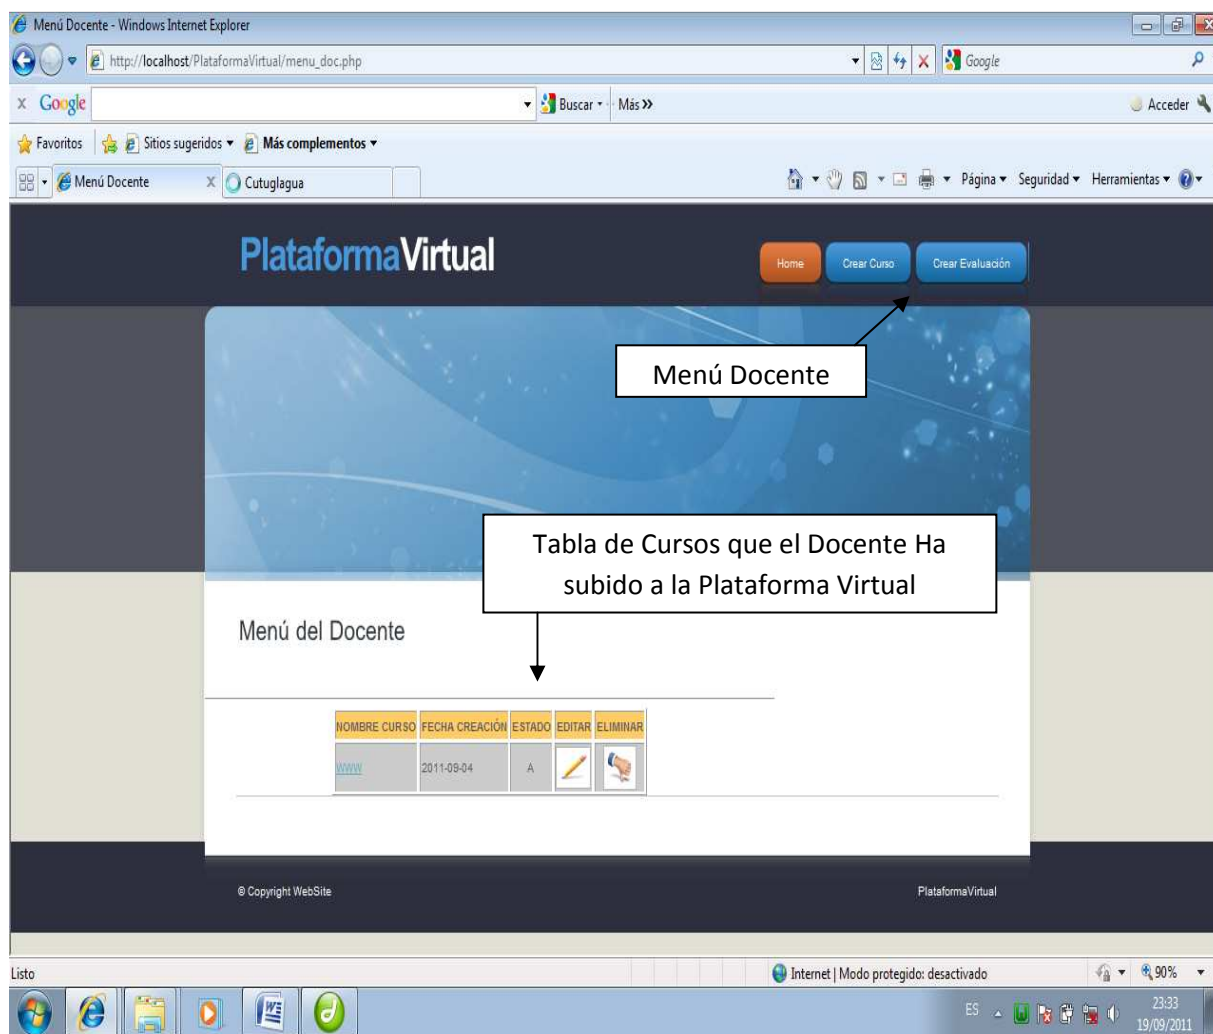 Menú Docente - Windows Internet Explorer
http://localhost/PlataformaVirtual/menu_doc.php
Google
x Google
Buscar
Más »
Acceder
Favoritos
Sitios sugeridos
Más complementos
Menú Docente
X
Cutuglagua
Página
Seguridad
Herramientas
PlataformaVirtual
Home
Crear Curso
Crear Evaluación
Menú Docente
Tabla de Cursos que el Docente Ha
subido a la Plataforma Virtual
Menú del Docente
NOMBRE CURSO FECHA CREACIÓN ESTADO EDITAR ELIMINAR
WWW 2011-09-04 A
© Copyright WebSite
PlataformaVirtual
Listo
Internet | Modo protegido: desactivado
90%
ES
23:33
19/09/2011